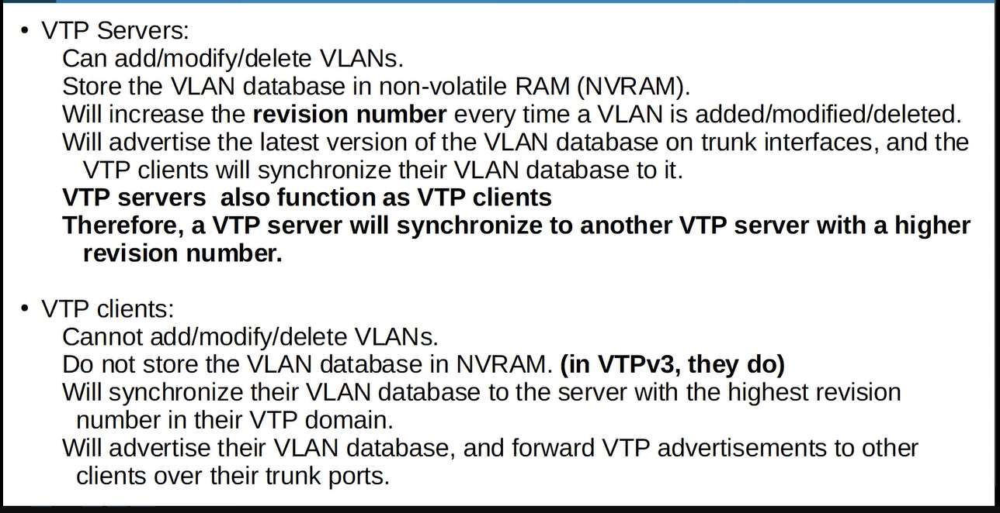 • VTP Servers:
Can add/modify/delete VLANs.
Store the VLAN database in non-volatile RAM (NVRAM).
Will increase the revision number every time a VLAN is added/modified/deleted.
Will advertise the latest version of the VLAN database on trunk interfaces, and the
VTP clients will synchronize their VLAN database to it.
VTP servers  also function as VTP clients
Therefore, a VTP server will synchronize to another VTP server with a higher
revision number.
• VTP clients:
Cannot add/modify/delete VLANs.
Do not store the VLAN database in NVRAM. (in VTPv3, they do)
Will synchronize their VLAN database to the server with the highest revision
number in their VTP domain.
Will advertise their VLAN database, and forward VTP advertisements to other
clients over their trunk ports.